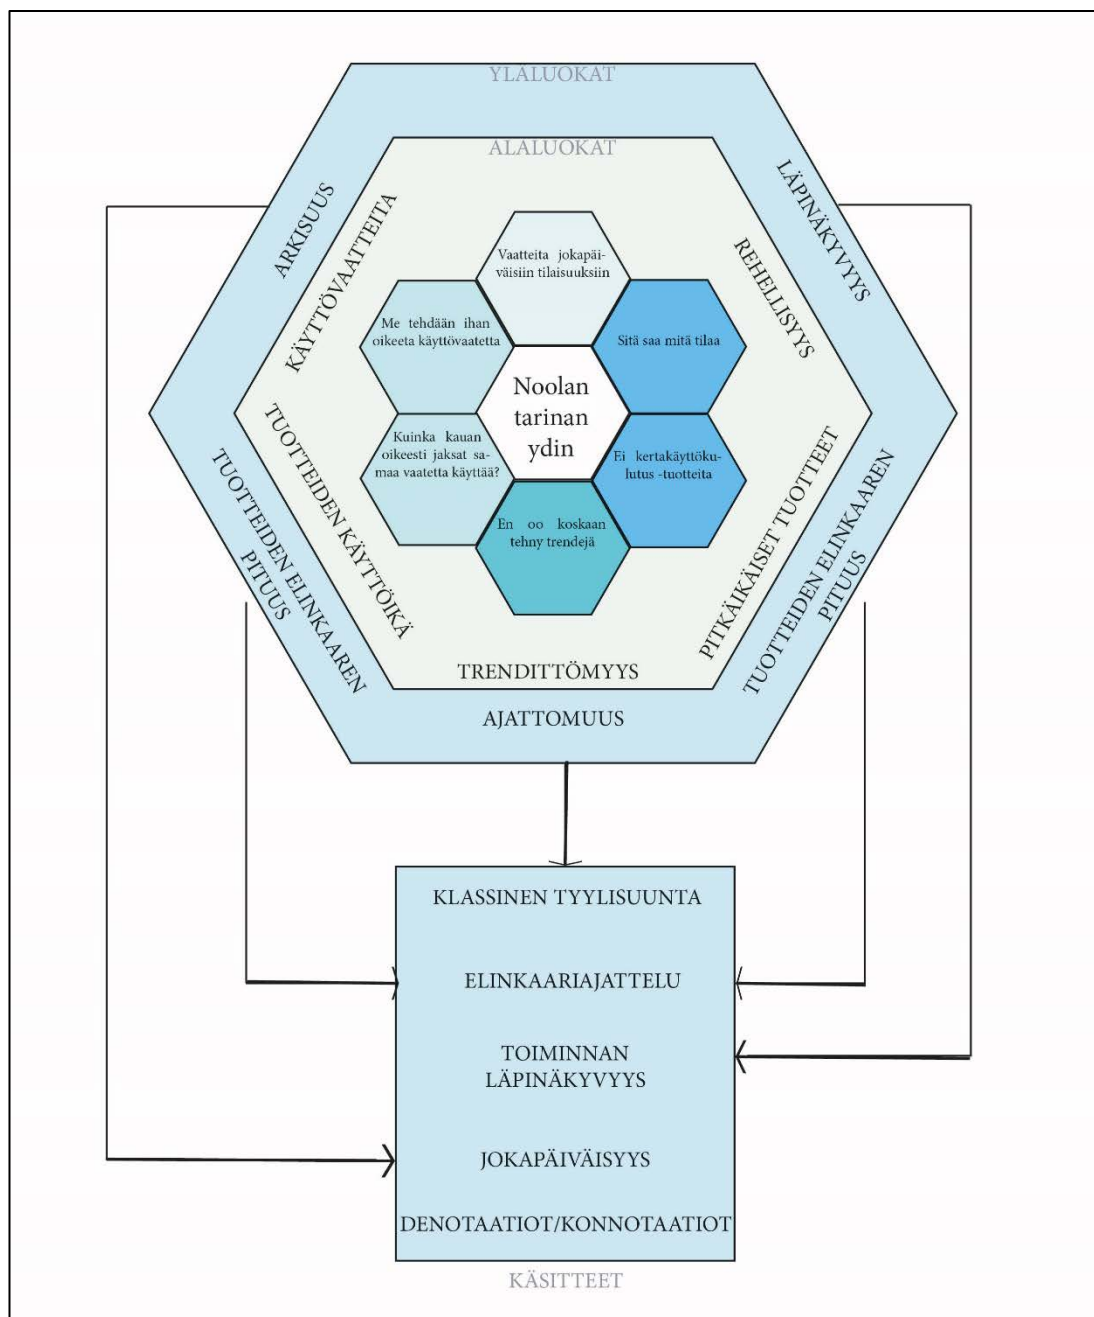 YLÄLUOKAT
ALALUOKAT
ARKISUUS
LÄPINÄKYVYYS
KÄYTTÖVAATTEITA
REHELLISYYS
Vaatteita jokapäi-
väisiin tilaisuuksiin
Me tehdään ihan
oikeeta käyttövaatetta
Sitä saa mitä tilaa
Noolan
tarinan
ydin
Kuinka kauan
oikeesti jaksat sa-
maa vaatetta käyttää?
Ei kertakäyttöku-
lutus -tuotteita
En oo koskaan
tehny trendejä
TUOTTEIDEN KÄYTTÖIKÄ
PITKÄIKÄISET TUOTTEET
TUOTTEIDEN ELINKAAREN
PITUUS
TUOTTEIDEN ELINKAAREN
PITUUS
TRENDITTÖMYYS
AJATTOMUUS
KLASSINEN TYYLISUUNTA
ELINKAARIAJATTELU
TOIMINNAN
LÄPINÄKYVYYS
JOKAPÄIVÄISYYS
DENOTAATIOT/KONNOTAATIOT
KÄSITTEET